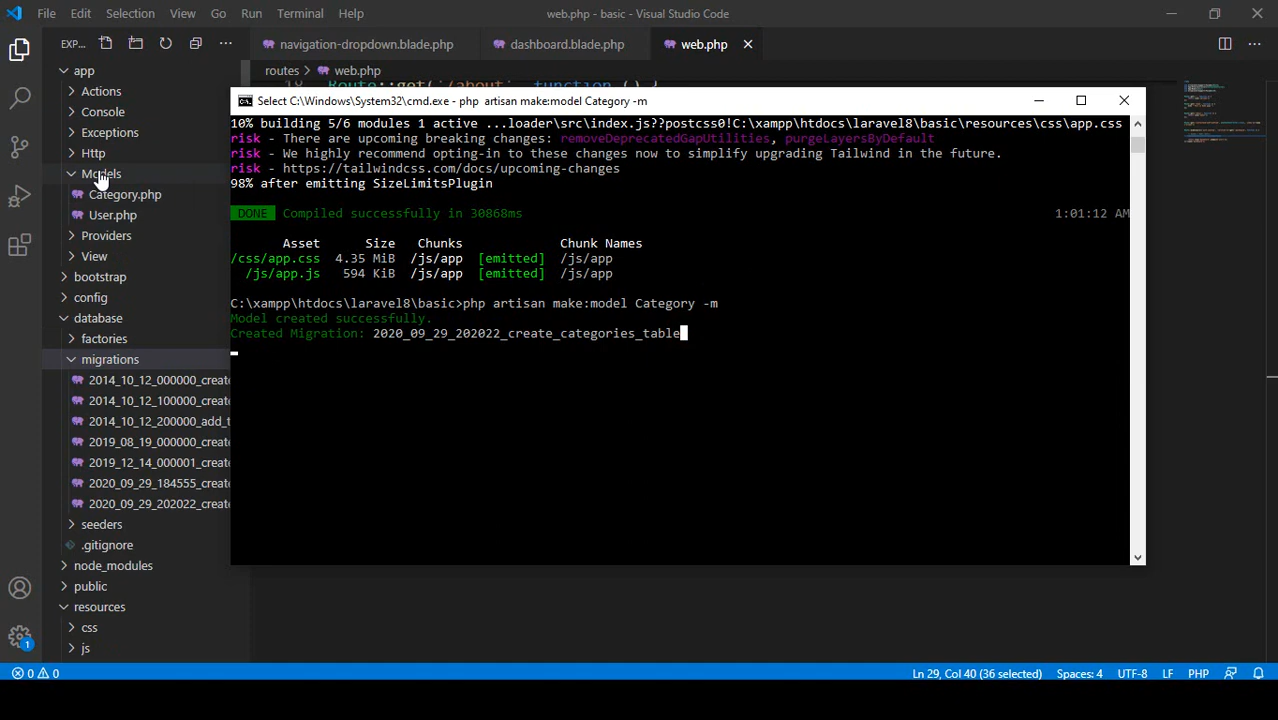 File Edit Selection View Go Run Terminal Help
web.php - basic - Visual Studio Code
EXP...
navigation-dropdown.blade.php
dashboard.blade.php
web.php
routes > web.php
app
Actions
Console
Exceptions
Http
Models
Category.php
User.php
Providers
View
bootstrap
config
database
factories
migrations
2014_10_12_000000_create
2014_10_12_100000_create
2014_10_12_200000_add_t
2019_08_19_000000_create
2019_12_14_000001_create
2020_09_29_184555_create
2020_09_29_202022_create
seeders
.gitignore
node_modules
public
resources
css
js
Select C:\Windows\System32\cmd.exe - php artisan make:model Category -m
10% building 5/6 modules 1 active ...loader\src\index.js??postcss0!C:\xampp\htdocs\laravel8\basic\resources\css\app.css
risk - There are upcoming breaking changes: removeDeprecatedGapUtilities, purgeLayersByDefault
risk - We highly recommend opting-in to these changes now to simplify upgrading Tailwind in the future.
risk - https://tailwindcss.com/docs/upcoming-changes
98% after emitting SizeLimitsPlugin
DONE Compiled successfully in 30868ms 1:01:12 AM
Asset Size Chunks Chunk Names
/css/app.css 4.35 MiB /js/app [emitted] /js/app
/js/app.js 594 KiB /js/app [emitted] /js/app
C:\xampp\htdocs\laravel8\basic>php artisan make:model Category -m
Model created successfully.
Created Migration: 2020_09_29_202022_create_categories_table
1
0 0
Ln 29, Col 40 (36 selected) Spaces: 4 UTF-8 LF PHP